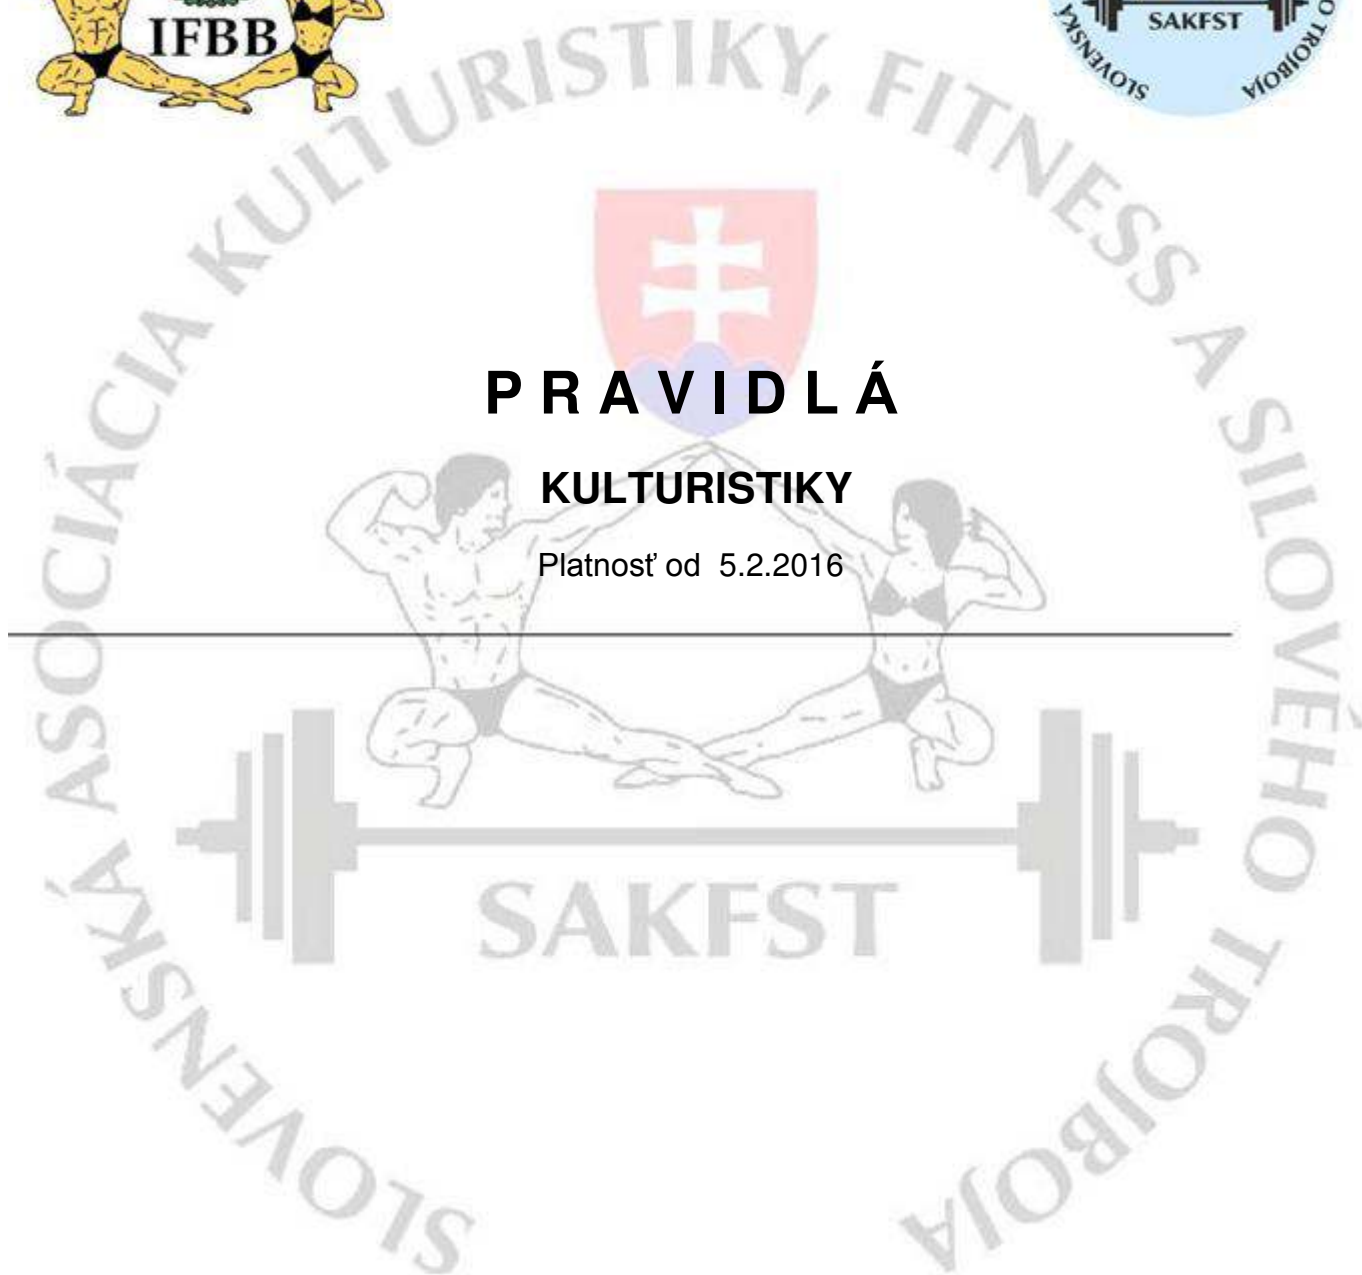 IFBB
SAKFST
SLOVENSKÁ
O TROJBOJA
SLOVENSKÁ ASOCIÁCIA KULTURISTIKY, FITNESS A SILOVÉHO TROJBOJA
P R A V I D L Á
KULTURISTIKY
Platnosť od 5.2.2016
SAKFST